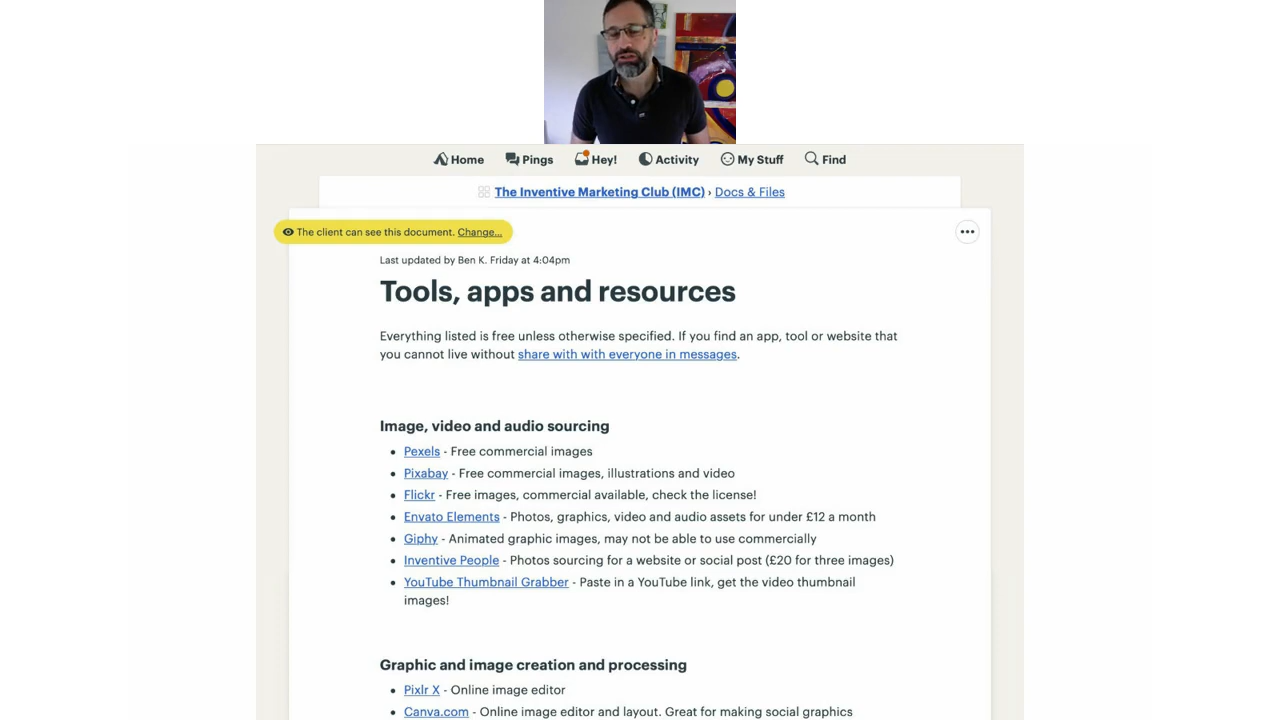 Home Pings Hey! Activity My Stuff Find
The Inventive Marketing Club (IMC) › Docs & Files
The client can see this document. Change...
Last updated by Ben K. Friday at 4:04pm
Tools, apps and resources
Everything listed is free unless otherwise specified. If you find an app, tool or website that
you cannot live without share with with everyone in messages.
Image, video and audio sourcing
• Pexels - Free commercial images
• Pixabay - Free commercial images, illustrations and video
• Flickr - Free images, commercial available, check the license!
• Envato Elements - Photos, graphics, video and audio assets for under £12 a month
• Giphy - Animated graphic images, may not be able to use commercially
• Inventive People - Photos sourcing for a website or social post (£20 for three images)
• YouTube Thumbnail Grabber - Paste in a YouTube link, get the video thumbnail
images!
Graphic and image creation and processing
• Pixlr X - Online image editor
• Canva.com - Online image editor and layout. Great for making social graphics